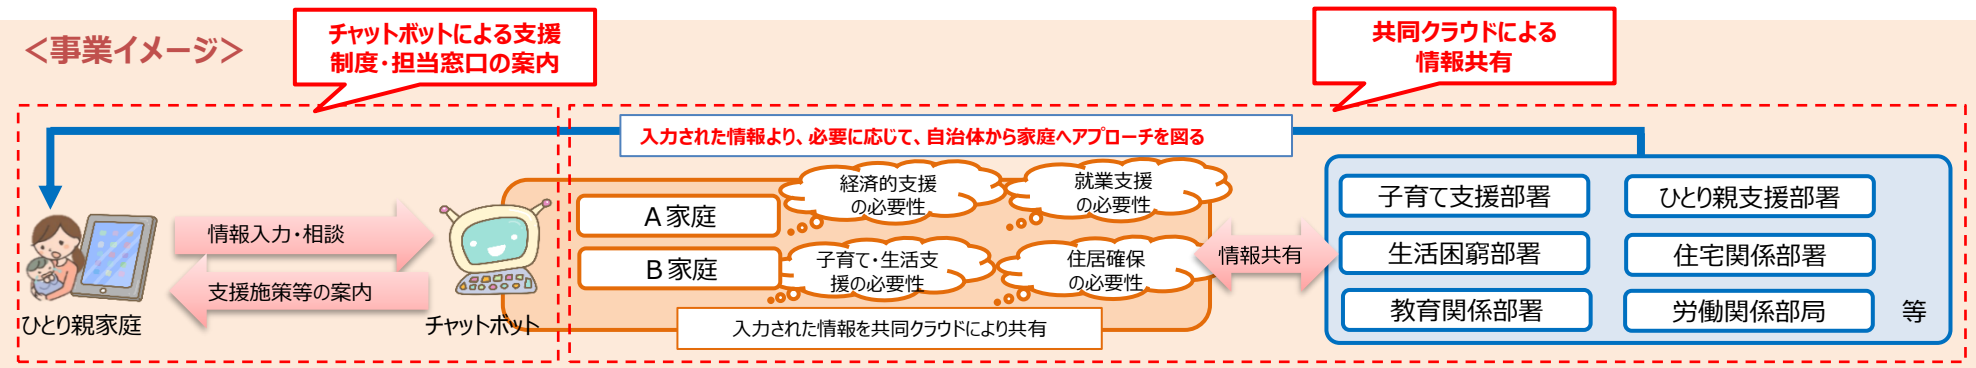 ＜事業イメージ＞
チャットボットによる支援
制度・担当窓口の案内
共同クラウドによる
情報共有
入力された情報より、必要に応じて、自治体から家庭へアプローチを図る
ひとり親家庭
情報入力・相談
支援施策等の案内
チャットボット
Ａ家庭
Ｂ家庭
経済的支援
の必要性
就業支援
の必要性
子育て・生活支
援の必要性
住居確保
の必要性
入力された情報を共同クラウドにより共有
情報共有
子育て支援部署
ひとり親支援部署
生活困窮部署
住宅関係部署
教育関係部署
労働関係部局
等